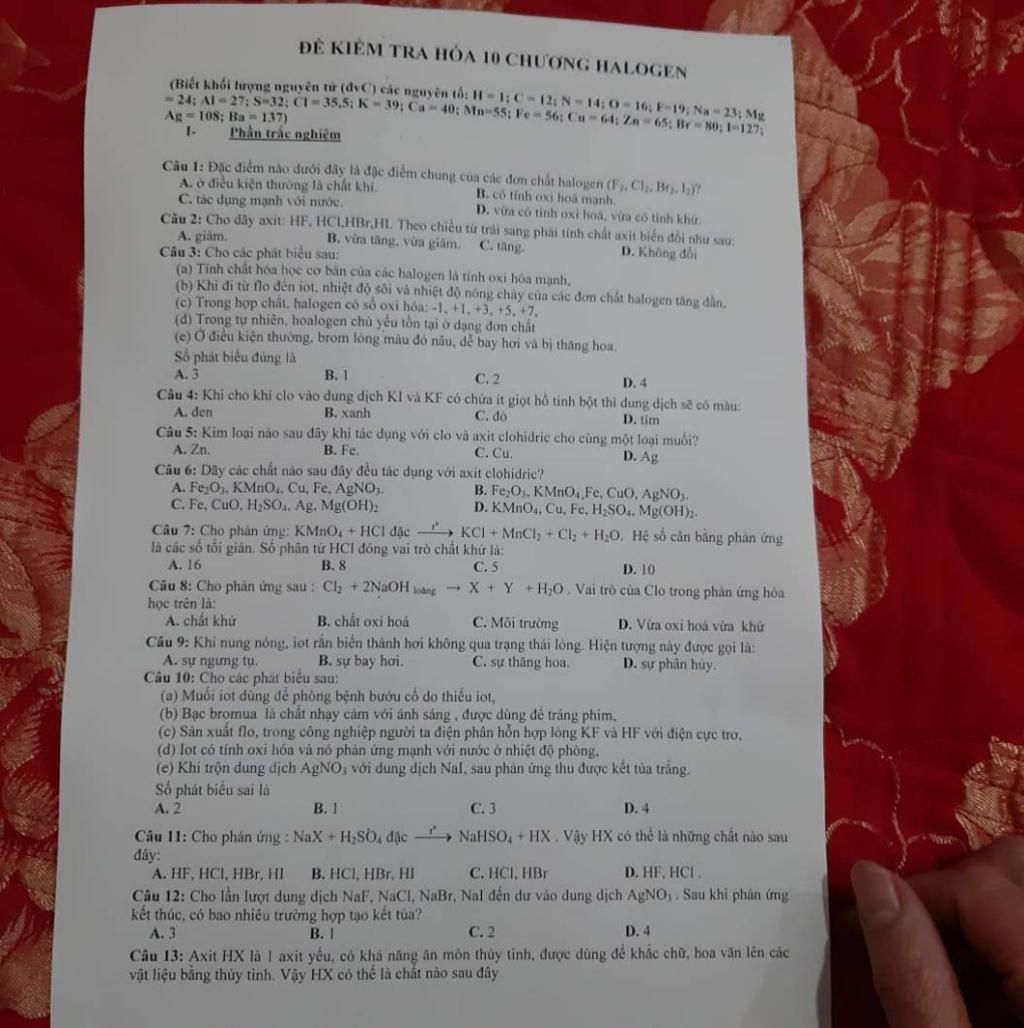 ĐỀ KIỂM TRA HÓA 10 CHƯƠNG HALOGEN
(Biết khối lượng nguyên tử (đvC) các nguyên tố: H = 1; C = 12; N = 14; O = 16; F=19; Na = 23; Mg
= 24; Al = 27; S=32; Cl = 35,5; K = 39; Ca = 40; Mn=55; Fe = 56; Cu = 64; Zn = 65; Br = 80; I=127;
Ag = 108; Ba = 137)
I- Phần trắc nghiệm
Câu 1: Đặc điểm nào dưới đây là đặc điểm chung của các đơn chất halogen (F₂, Cl₂, Br₂, I₂)?
A. ở điều kiện thường là chất khí. B. có tính oxi hoá mạnh.
C. tác dụng mạnh với nước. D. vừa có tính oxi hoá, vừa có tính khử.
Câu 2: Cho dãy axit: HF, HCl,HBr,HI. Theo chiều từ trái sang phải tính chất axit biến đổi như sau:
A. giảm. B. vừa tăng, vừa giảm. C. tăng. D. Không đổi
Câu 3: Cho các phát biểu sau:
(a) Tính chất hóa học cơ bản của các halogen là tính oxi hóa mạnh,
(b) Khi đi từ flo đến iot, nhiệt độ sôi và nhiệt độ nóng chảy của các đơn chất halogen tăng dần,
(c) Trong hợp chất, halogen có số oxi hóa: -1, +1, +3, +5, +7,
(d) Trong tự nhiên, hoalogen chủ yếu tồn tại ở dạng đơn chất
(e) Ở điều kiện thường, brom lỏng màu đỏ nâu, dễ bay hơi và bị thăng hoa.
Số phát biểu đúng là
A. 3 B. 1 C. 2 D. 4
Câu 4: Khi cho khí clo vào dung dịch KI và KF có chứa ít giọt hồ tinh bột thì dung dịch sẽ có màu:
A. đen B. xanh C. đỏ D. tím
Câu 5: Kim loại nào sau đây khi tác dụng với clo và axit clohidric cho cùng một loại muối?
A. Zn. B. Fe. C. Cu. D. Ag
Câu 6: Dãy các chất nào sau đây đều tác dụng với axit clohidric?
A. Fe₂O₃, KMnO₄, Cu, Fe, AgNO₃. B. Fe₂O₃, KMnO₄,Fe, CuO, AgNO₃.
C. Fe, CuO, H₂SO₄, Ag, Mg(OH)₂ D. KMnO₄, Cu, Fe, H₂SO₄, Mg(OH)₂.
Câu 7: Cho phản ứng: KMnO₄ + HCl đặc —t°→ KCl + MnCl₂ + Cl₂ + H₂O. Hệ số cân bằng phản ứng
là các số tối giản. Số phân tử HCl đóng vai trò chất khử là:
A. 16 B. 8 C. 5 D. 10
Câu 8: Cho phản ứng sau : Cl₂ + 2NaOH loãng → X + Y + H₂O . Vai trò của Clo trong phản ứng hóa
học trên là:
A. chất khử B. chất oxi hoá C. Môi trường D. Vừa oxi hoá vừa khử
Câu 9: Khi nung nóng, iot rắn biến thành hơi không qua trạng thái lỏng. Hiện tượng này được gọi là:
A. sự ngưng tụ. B. sự bay hơi. C. sự thăng hoa. D. sự phân hủy.
Câu 10: Cho các phát biểu sau:
(a) Muối iot dùng để phòng bệnh bướu cổ do thiếu iot,
(b) Bạc bromua là chất nhạy cảm với ánh sáng , được dùng để tráng phim,
(c) Sản xuất flo, trong công nghiệp người ta điện phân hỗn hợp lỏng KF và HF với điện cực trơ,
(d) Iot có tính oxi hóa và nó phản ứng mạnh với nước ở nhiệt độ phòng,
(e) Khi trộn dung dịch AgNO₃ với dung dịch NaI, sau phản ứng thu được kết tủa trắng.
Số phát biểu sai là
A. 2 B. 1 C. 3 D. 4
Câu 11: Cho phản ứng : NaX + H₂SO₄ đặc —t°→ NaHSO₄ + HX . Vậy HX có thể là những chất nào sau
đây:
A. HF, HCl, HBr, HI B. HCl, HBr, HI C. HCl, HBr D. HF, HCl .
Câu 12: Cho lần lượt dung dịch NaF, NaCl, NaBr, NaI đến dư vào dung dịch AgNO₃ . Sau khi phản ứng
kết thúc, có bao nhiêu trường hợp tạo kết tủa?
A. 3 B. 1 C. 2 D. 4
Câu 13: Axit HX là 1 axit yếu, có khả năng ăn mòn thủy tinh, được dùng để khắc chữ, hoa văn lên các
vật liệu bằng thủy tinh. Vậy HX có thể là chất nào sau đây